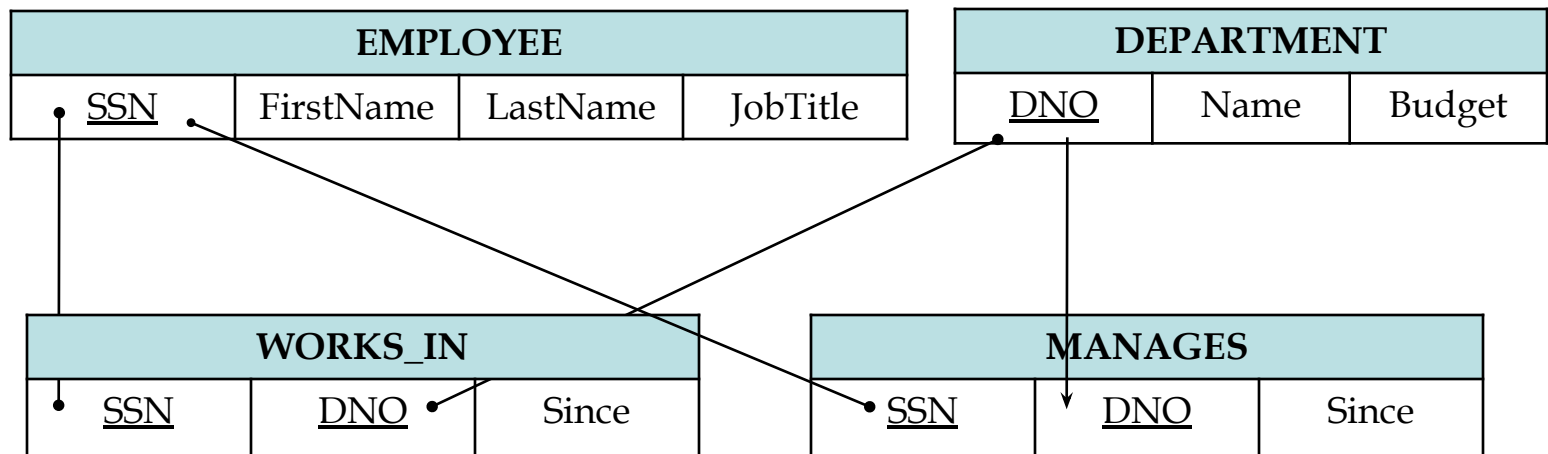 EMPLOYEE
SSN FirstName LastName JobTitle
DEPARTMENT
DNO Name Budget
WORKS_IN
SSN DNO Since
MANAGES
SSN DNO Since